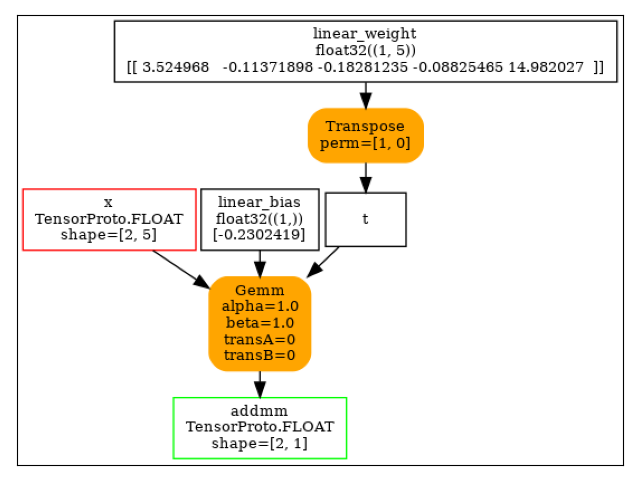 linear_weight
float32((1, 5))
[[ 3.524968   -0.11371898 -0.18281235 -0.08825465 14.982027  ]]
Transpose
perm=[1, 0]
x
TensorProto.FLOAT
shape=[2, 5]
linear_bias
float32((1,))
[-0.2302419]
t
Gemm
alpha=1.0
beta=1.0
transA=0
transB=0
addmm
TensorProto.FLOAT
shape=[2, 1]